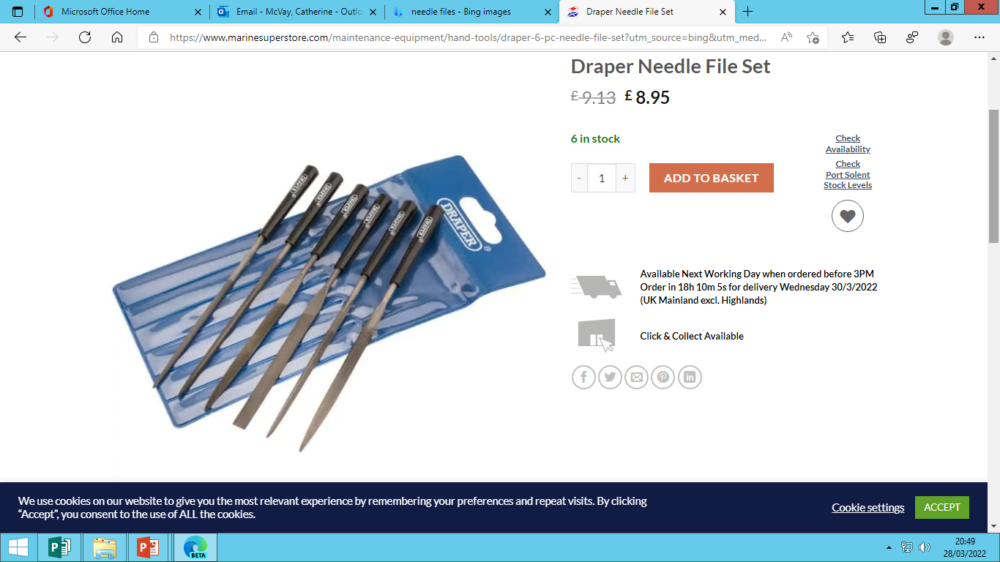 Microsoft Office Home
Email - McVay, Catherine - Outlo
needle files - Bing images
Draper Needle File Set
https://www.marinesuperstore.com/maintenance-equipment/hand-tools/draper-6-pc-needle-file-set?utm_source=bing&utm_med...
Draper Needle File Set
£ 9.13 £ 8.95
6 in stock
Check
Availability
Check
Port Solent
Stock Levels
- 1 + ADD TO BASKET
DRAPER®
Available Next Working Day when ordered before 3PM
Order in 18h 10m 5s for delivery Wednesday 30/3/2022
(UK Mainland excl. Highlands)
Click & Collect Available
We use cookies on our website to give you the most relevant experience by remembering your preferences and repeat visits. By clicking
“Accept”, you consent to the use of ALL the cookies.
Cookie settings
ACCEPT
BETA
20:49
28/03/2022